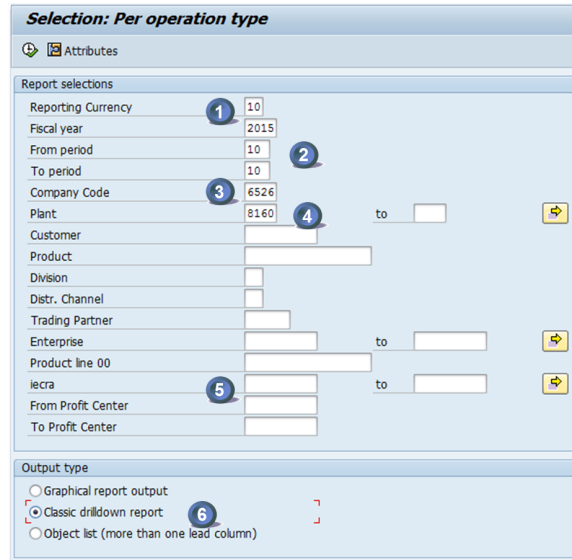 Selection: Per operation type
Attributes
Report selections
Reporting Currency 1 10
Fiscal year 2015
From period 10 2
To period 10
Company Code 3 6526
Plant 8160 4 to
Customer
Product
Division
Distr. Channel
Trading Partner
Enterprise to
Product line 00
iecra 5 to
From Profit Center
To Profit Center
Output type
Graphical report output
Classic drilldown report 6
Object list (more than one lead column)